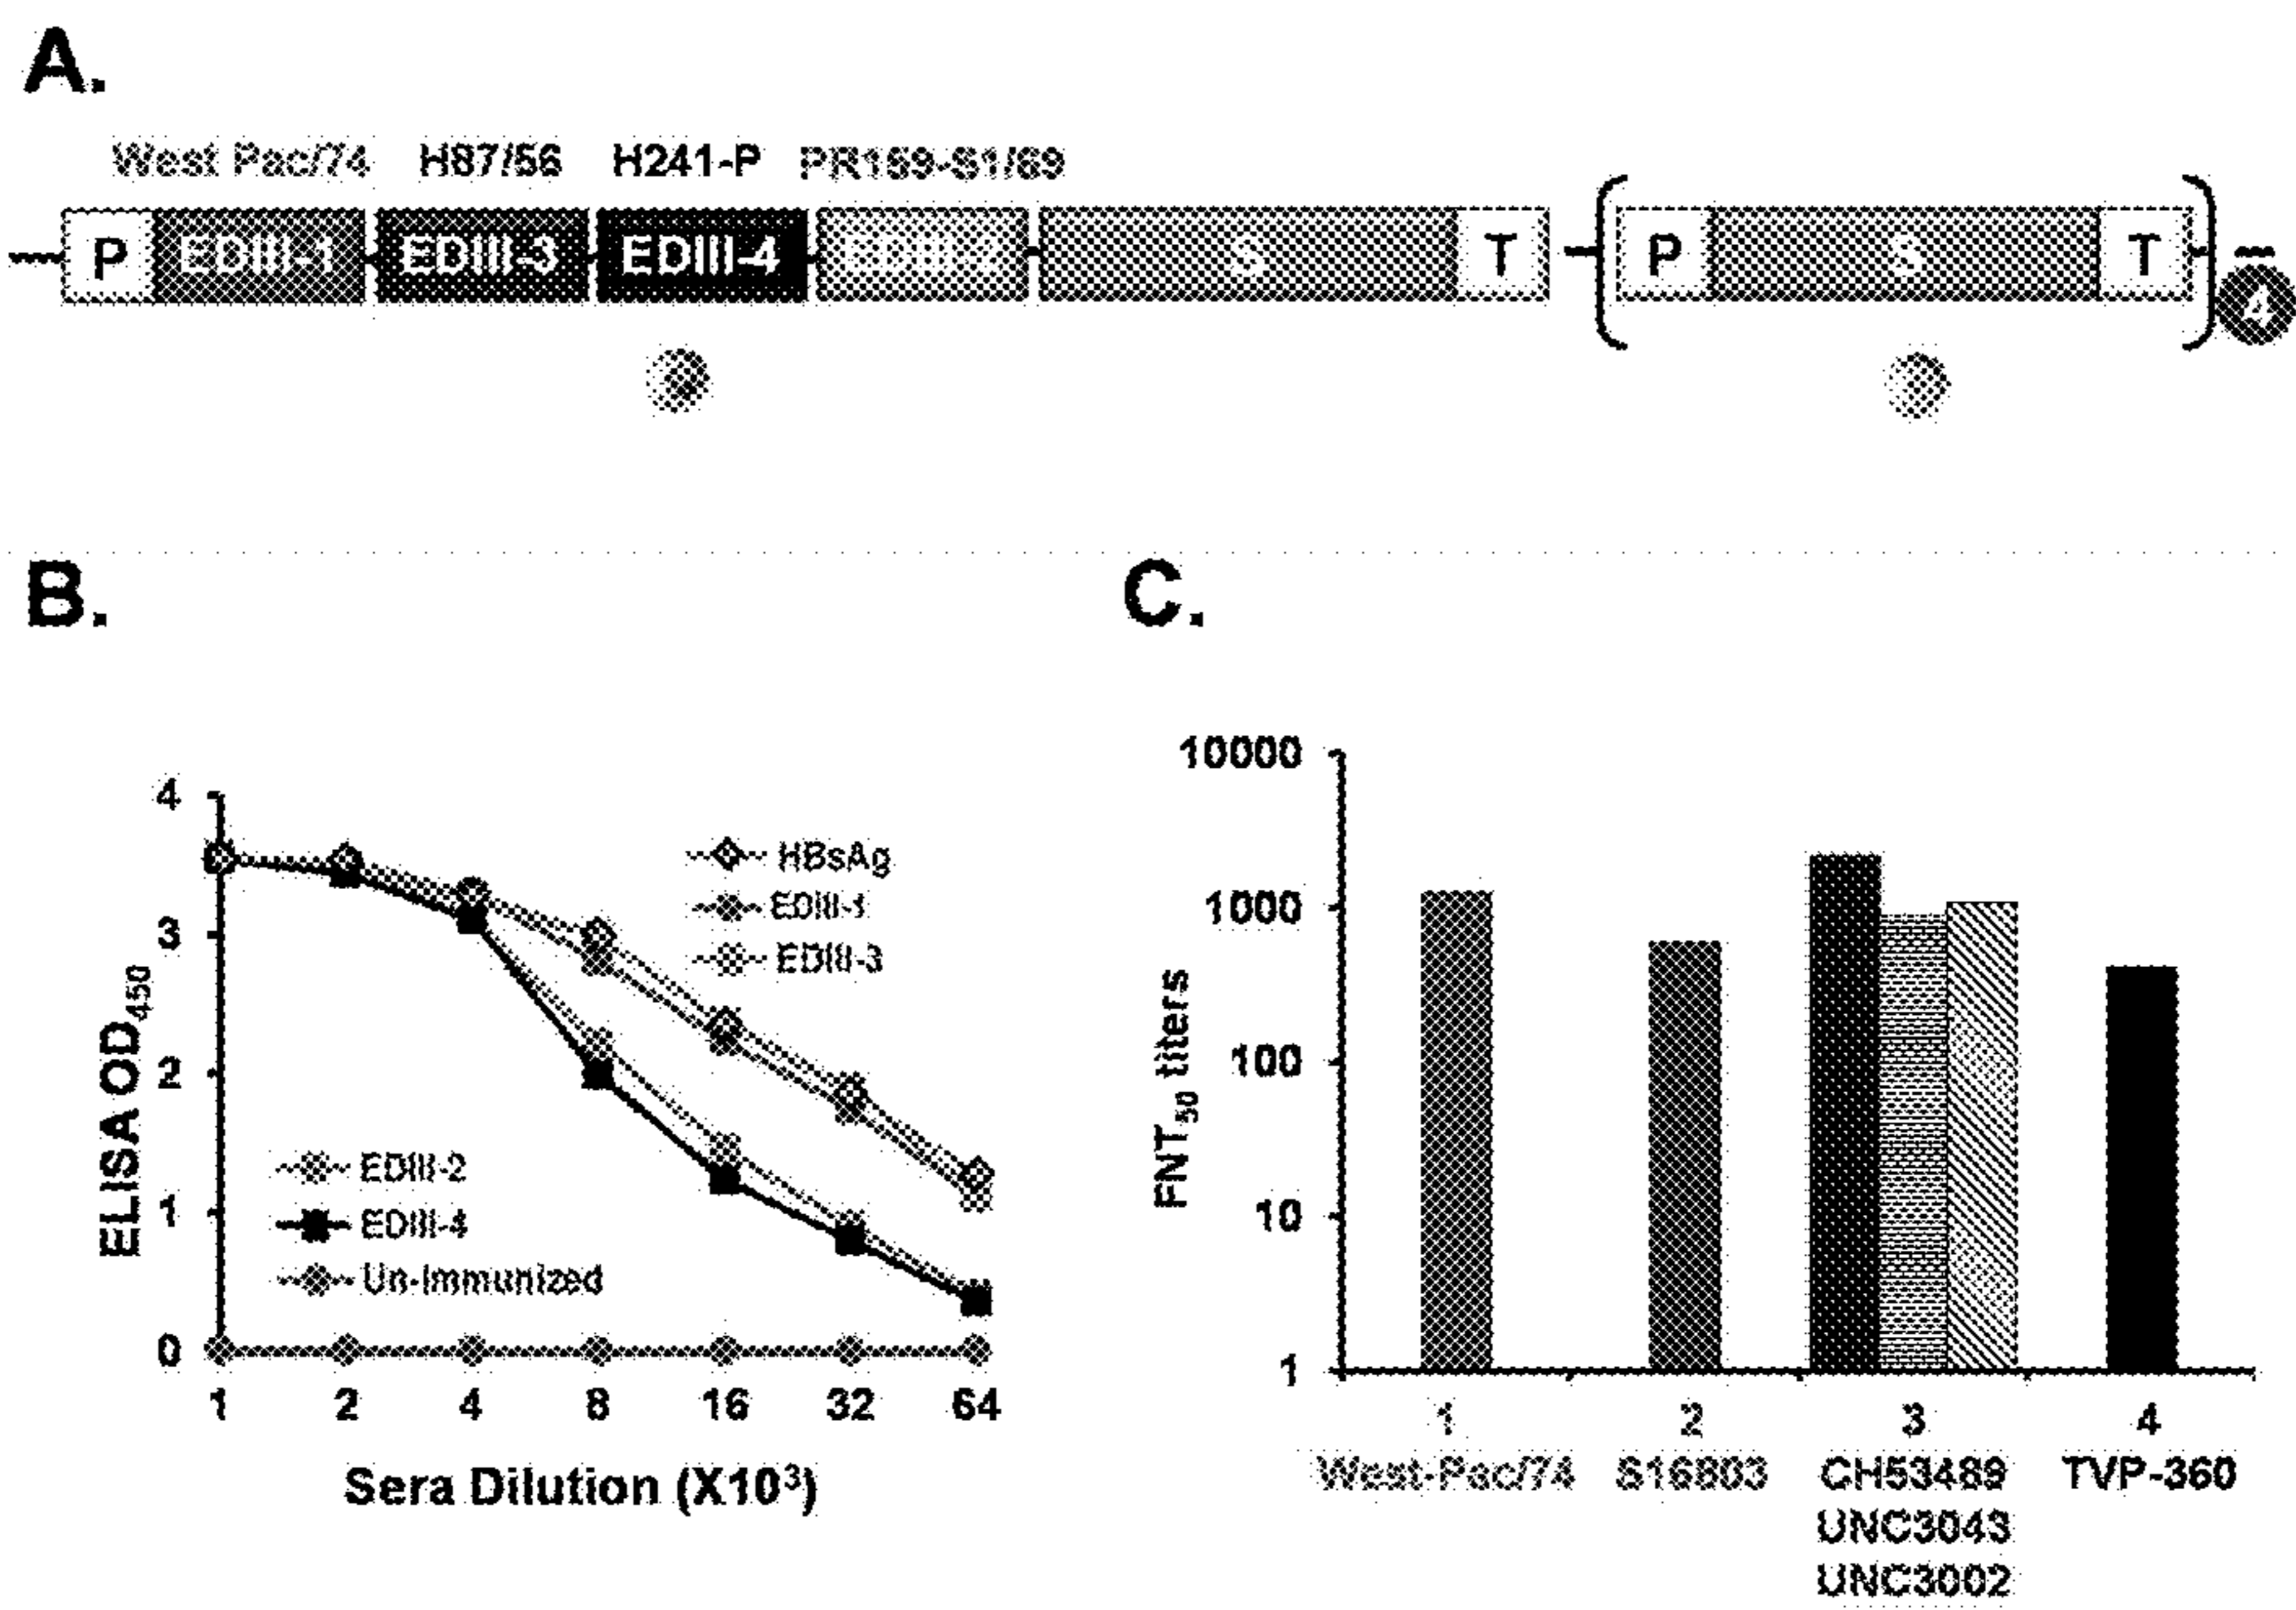 A.
West Pac/74 H87/56 H241-P PR159-S1/69
P EDIII-1 EDIII-3 EDIII-4 EDIII-2 S T P S T
4
B.
C.
ELISA OD450
4
3
2
1
0
HBsAg
EDIII-1
EDIII-3
EDIII-2
EDIII-4
Un-Immunized
1 2 4 8 16 32 64
Sera Dilution (X10³)
FNT50 titers
10000
1000
100
10
1
1 2 3 4
West-Pac/74 S16803 CH53489 TVP-360
UNC3043
UNC3002